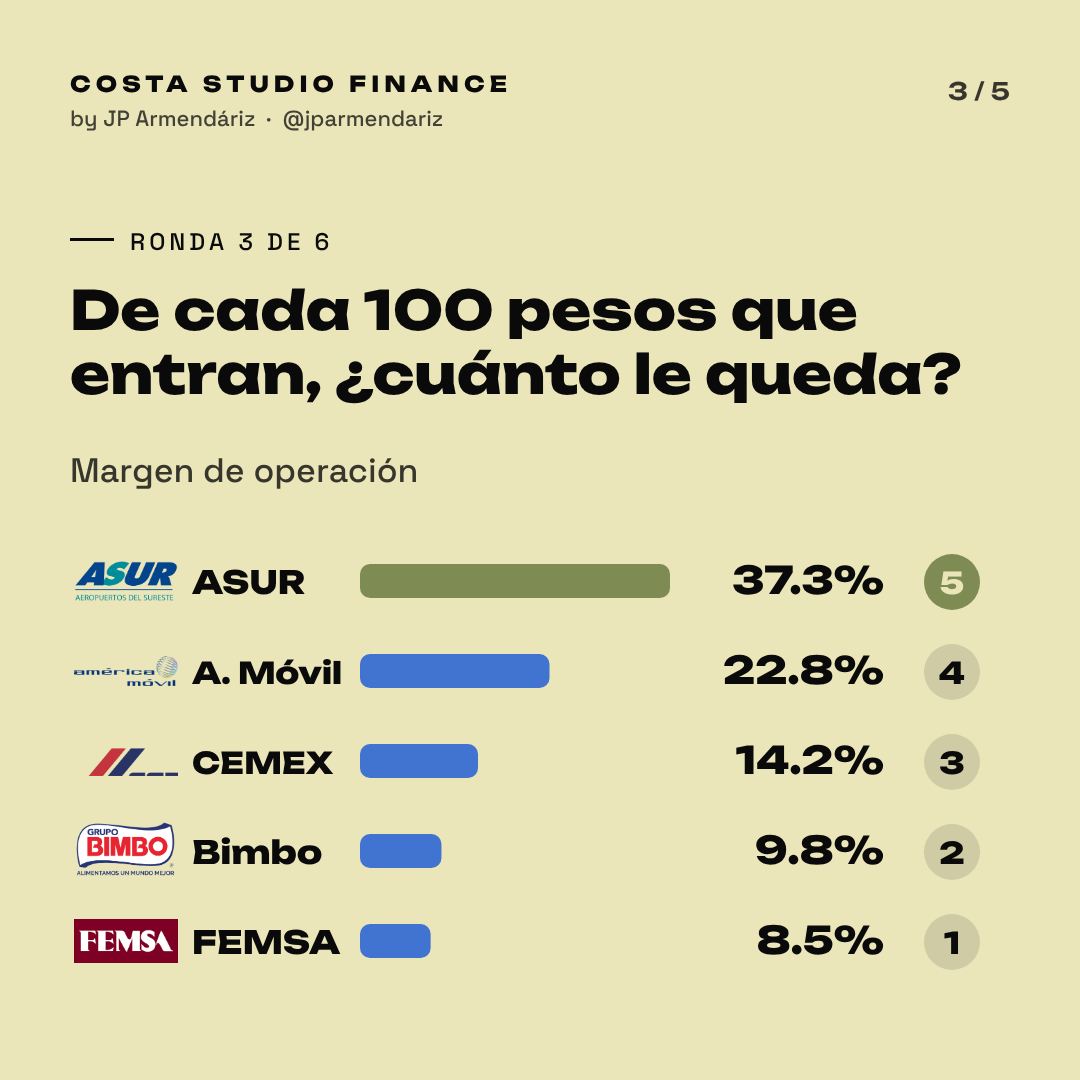 COSTA STUDIO FINANCE
by JP Armendáriz · @jparmendariz
3 / 5
RONDA 3 DE 6
De cada 100 pesos que
entran, ¿cuánto le queda?
Margen de operación
ASUR
AEROPUERTOS DEL SURESTE
ASUR 37.3% 5
américa
móvil
A. Móvil 22.8% 4
CEMEX 14.2% 3
GRUPO
BIMBO
®
ALIMENTAMOS UN MUNDO MEJOR
Bimbo 9.8% 2
FEMSA
FEMSA 8.5% 1